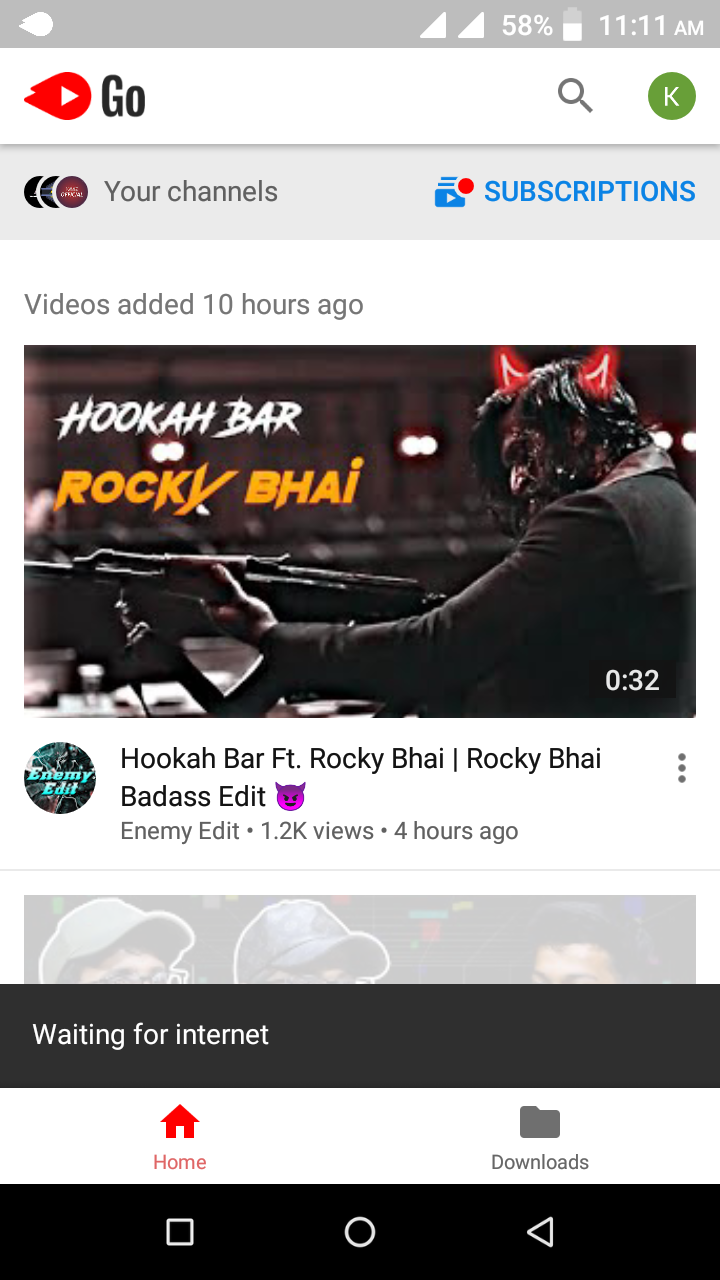 58% 11:11 AM
Go
K
Your channels
SUBSCRIPTIONS
Videos added 10 hours ago
HOOKAH BAR
ROCKY BHAi
0:32
Enemy
Edit
Hookah Bar Ft. Rocky Bhai | Rocky Bhai
Badass Edit 😈
Enemy Edit • 1.2K views • 4 hours ago
Waiting for internet
Home
Downloads